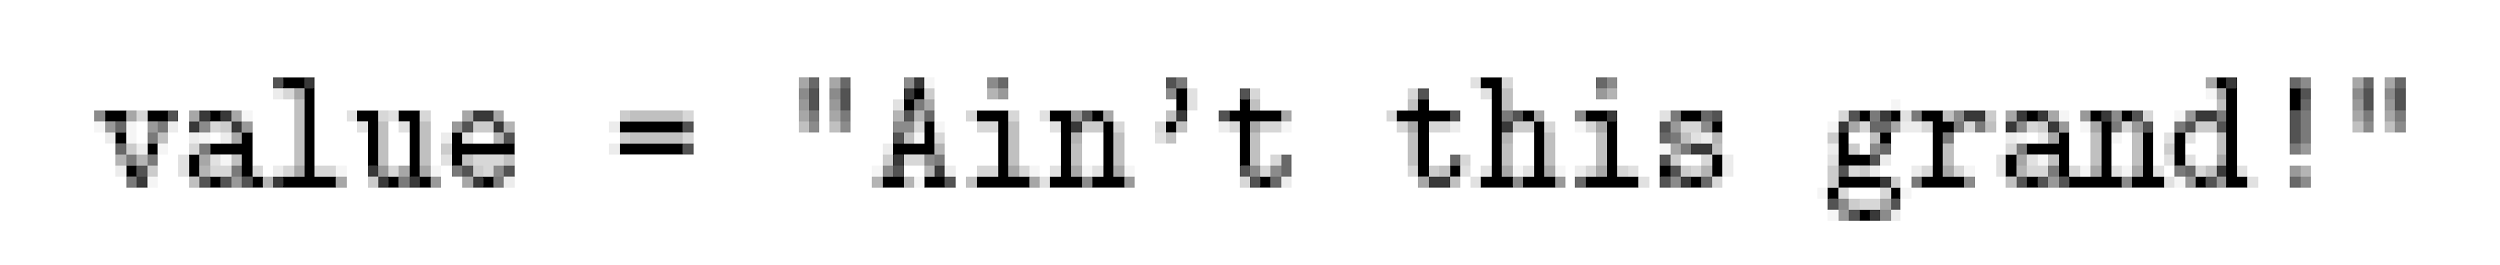 value = "Ain’t this grand!"